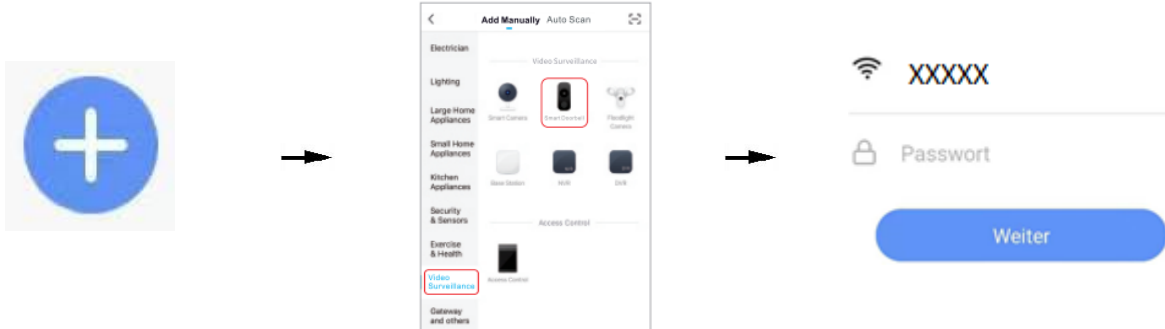 Add Manually Auto Scan
Electrician
Video Surveillance
Lighting
Smart Camera
Smart Doorbell
Floodlight
Camera
Large Home
Appliances
Small Home
Appliances
Kitchen
Appliances
Base Station
NVR
DVR
Security
& Sensors
Access Control
Exercise
& Health
Access Control
Video
Surveillance
Gateway
and others
XXXXX
Passwort
Weiter